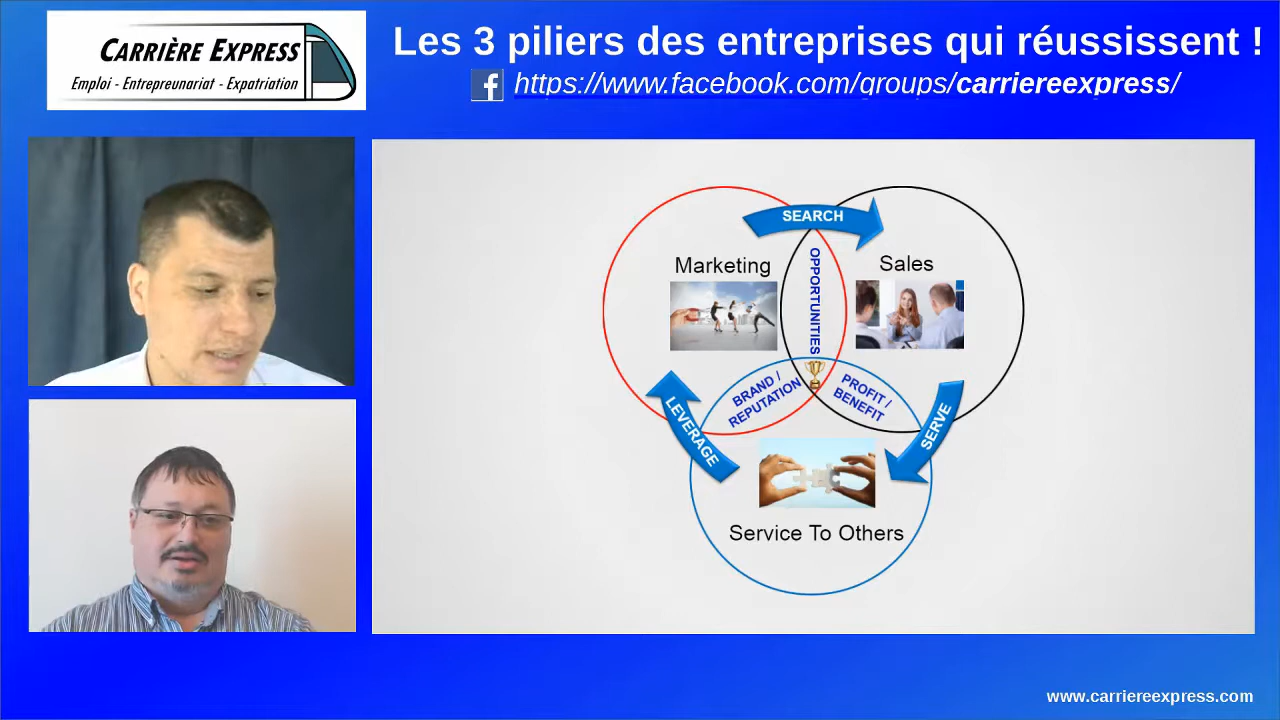 CARRIÈRE EXPRESS
Emploi - Entrepreunariat - Expatriation
Les 3 piliers des entreprises qui réussissent !
https://www.facebook.com/groups/carriereexpress/
SEARCH
Marketing
Sales
OPPORTUNITIES
BRAND /
REPUTATION
PROFIT /
BENEFIT
LEVERAGE
SERVE
Service To Others
www.carriereexpress.com